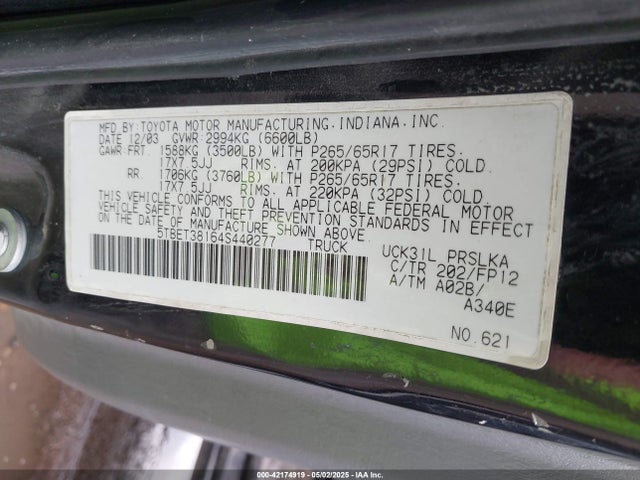 MFD.BY:TOYOTA MOTOR MANUFACTURING.INDIANA.INC.
DATE 12/03 GVWR 2994KG (6600LB)
GAWR:FRT. 1588KG (3500LB) WITH P265/65R17 TIRES.
17X7.5JJ RIMS. AT 200KPA (29PSI) COLD.
RR. 1706KG (3760LB) WITH P265/65R17 TIRES.
17X7.5JJ RIMS. AT 220KPA (32PSI) COLD.
THIS VEHICLE CONFORMS TO ALL APPLICABLE FEDERAL MOTOR
VEHICLE SAFETY AND THEFT PREVENTION STANDARDS IN EFFECT
ON THE DATE OF MANUFACTURE SHOWN ABOVE.
5TBET38164S440277 TRUCK
UCK31L PRSLKA
C/TR 202/FP12
A/TM A02B/
A340E
NO.621
000-42174919 - 05/02/2025 - IAA Inc.